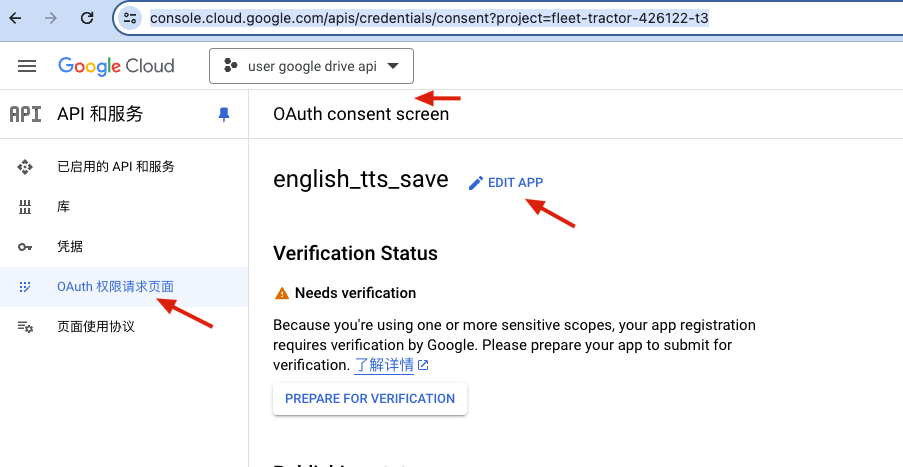 console.cloud.google.com/apis/credentials/consent?project=fleet-tractor-426122-t3
Google Cloud
user google drive api
API
API 和服务
OAuth consent screen
已启用的 API 和服务
库
凭据
OAuth 权限请求页面
页面使用协议
english_tts_save
EDIT APP
Verification Status
Needs verification
Because you're using one or more sensitive scopes, your app registration
requires verification by Google. Please prepare your app to submit for
verification. 了解详情
PREPARE FOR VERIFICATION